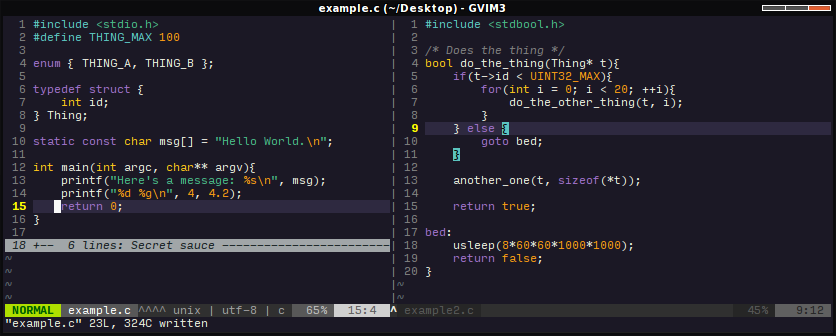 example.c (~/Desktop) - GVIM3
1 #include <stdio.h>
2 #define THING_MAX 100
3
4 enum { THING_A, THING_B };
5
6 typedef struct {
7     int id;
8 } Thing;
9
10 static const char msg[] = "Hello World.\n";
11
12 int main(int argc, char** argv){
13     printf("Here's a message: %s\n", msg);
14     printf("%d %g\n", 4, 4.2);
15     return 0;
16 }
17
18 +--  6 lines: Secret sauce -------------------------
~
~
~
~
NORMAL example.c ^^^^ unix | utf-8 | c 65% 15:4
1 #include <stdbool.h>
2
3 /* Does the thing */
4 bool do_the_thing(Thing* t){
5     if(t->id < UINT32_MAX){
6         for(int i = 0; i < 20; ++i){
7             do_the_other_thing(t, i);
8         }
9     } else {
10         goto bed;
11     }
12
13     another_one(t, sizeof(*t));
14
15     return true;
16
17 bed:
18     usleep(8*60*60*1000*1000);
19     return false;
20 }
~
^ example2.c 45% 9:12
"example.c" 23L, 324C written